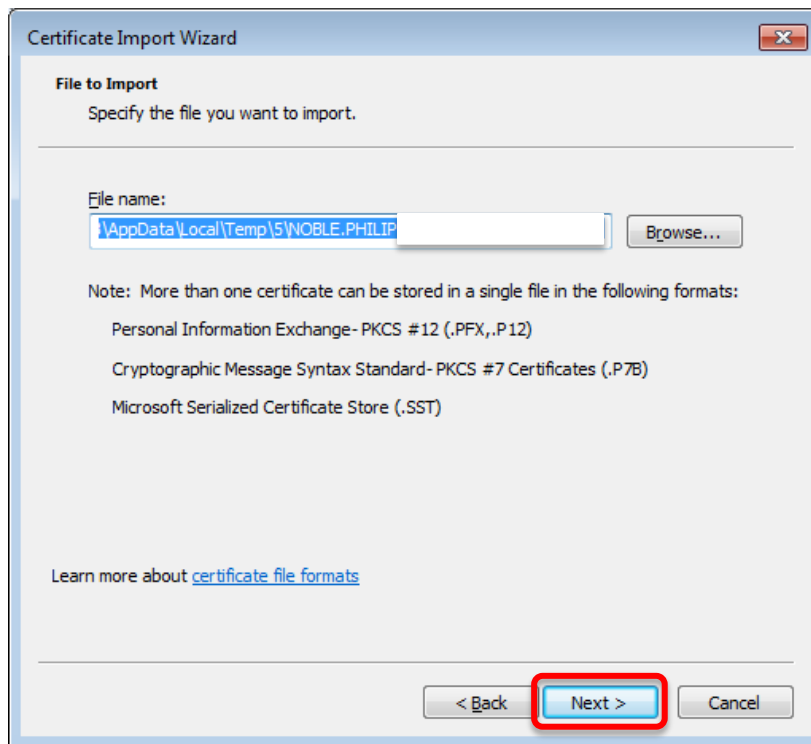 Certificate Import Wizard
File to Import
Specify the file you want to import.
File name:
\AppData\Local\Temp\5\NOBLE.PHILIP
Browse...
Note: More than one certificate can be stored in a single file in the following formats:
Personal Information Exchange- PKCS #12 (.PFX,.P12)
Cryptographic Message Syntax Standard- PKCS #7 Certificates (.P7B)
Microsoft Serialized Certificate Store (.SST)
Learn more about certificate file formats
< Back Next > Cancel